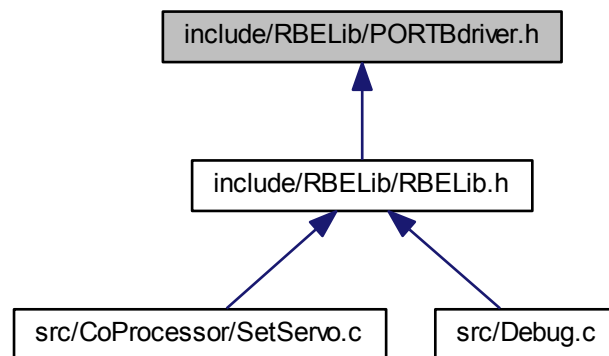 include/RBELib/PORTBdriver.h
include/RBELib/RBELib.h
src/CoProcessor/SetServo.c
src/Debug.c